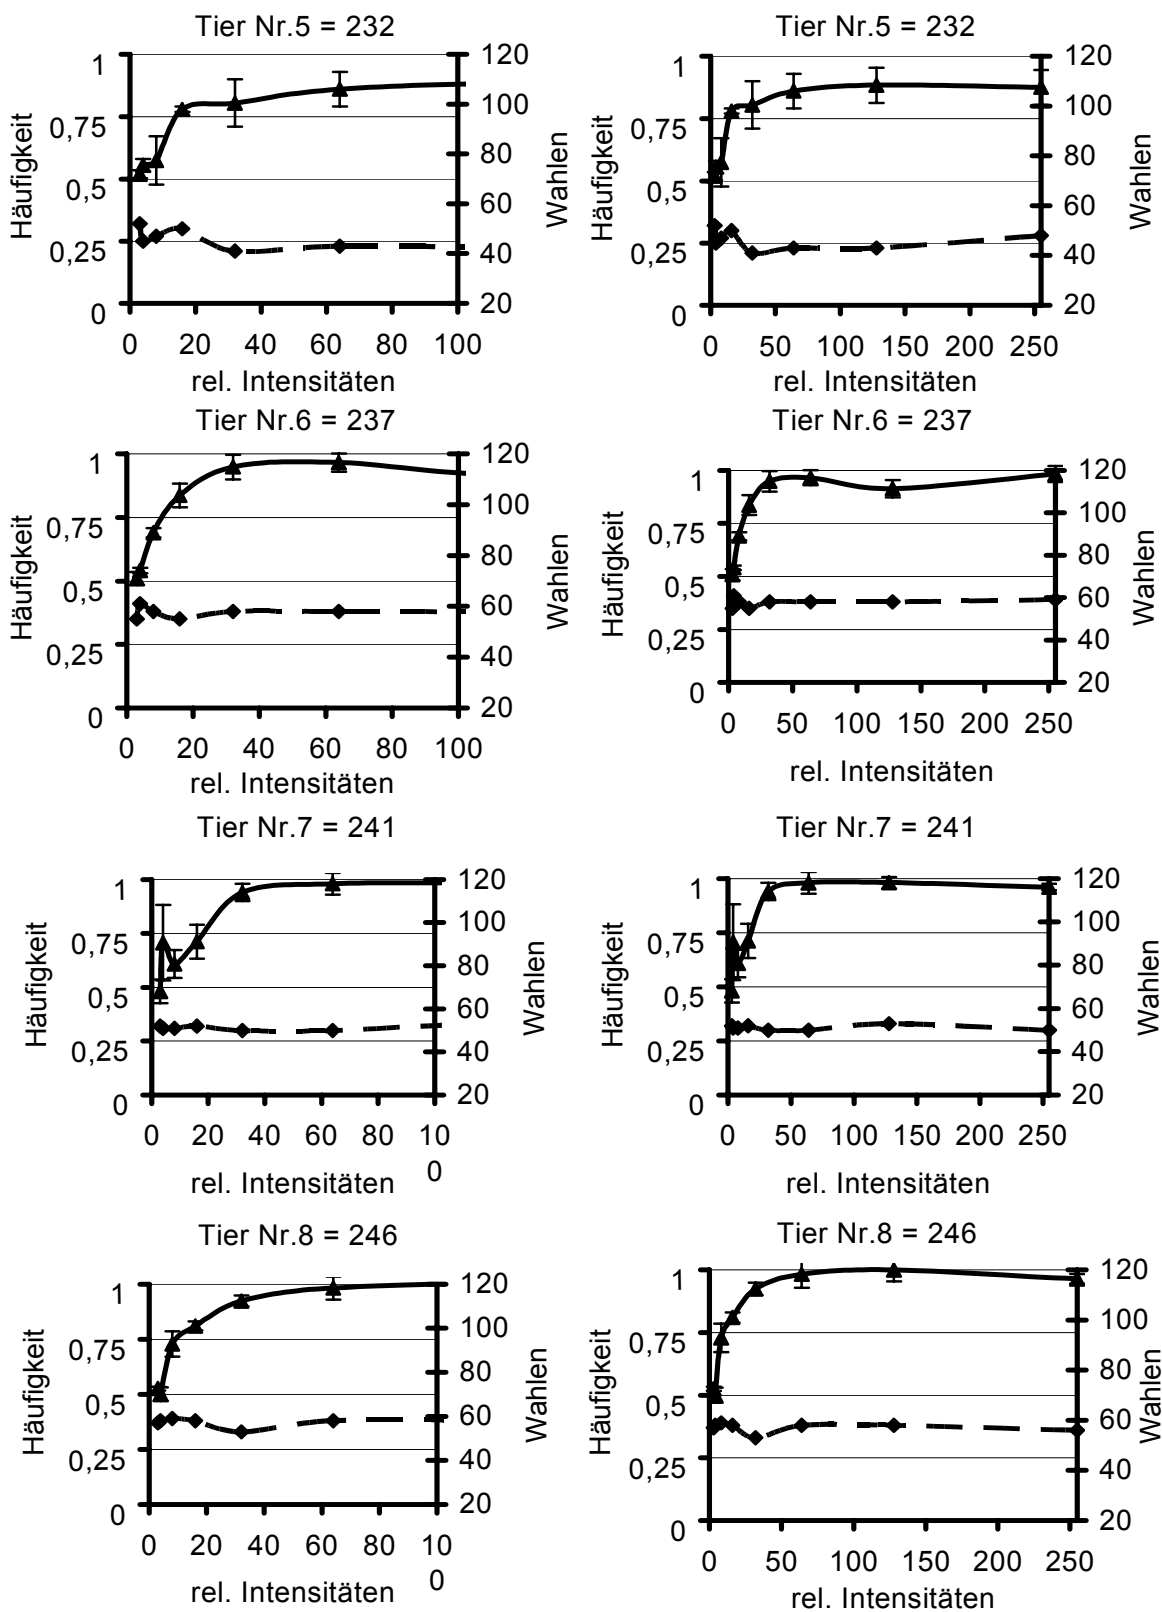 Tier Nr.5 = 232
1
0,75
0,5
0,25
0
Häufigkeit
120
100
80
60
40
20
Wahlen
0 20 40 60 80 100
rel. Intensitäten
Tier Nr.5 = 232
1
0,75
0,5
0,25
0
Häufigkeit
120
100
80
60
40
20
Wahlen
0 50 100 150 200 250
rel. Intensitäten
Tier Nr.6 = 237
1
0,75
0,5
0,25
0
Häufigkeit
120
100
80
60
40
20
Wahlen
0 20 40 60 80 100
rel. Intensitäten
Tier Nr.6 = 237
1
0,75
0,5
0,25
0
Häufigkeit
120
100
80
60
40
20
Wahlen
0 50 100 150 200 250
rel. Intensitäten
Tier Nr.7 = 241
1
0,75
0,5
0,25
0
Häufigkeit
120
100
80
60
40
20
Wahlen
0 20 40 60 80 10
0
rel. Intensitäten
Tier Nr.7 = 241
1
0,75
0,5
0,25
0
Häufigkeit
120
100
80
60
40
20
Wahlen
0 50 100 150 200 250
rel. Intensitäten
Tier Nr.8 = 246
1
0,75
0,5
0,25
0
Häufigkeit
120
100
80
60
40
20
Wahlen
0 20 40 60 80 10
0
rel. Intensitäten
Tier Nr.8 = 246
1
0,75
0,5
0,25
0
Häufigkeit
120
100
80
60
40
20
Wahlen
0 50 100 150 200 250
rel. Intensitäten